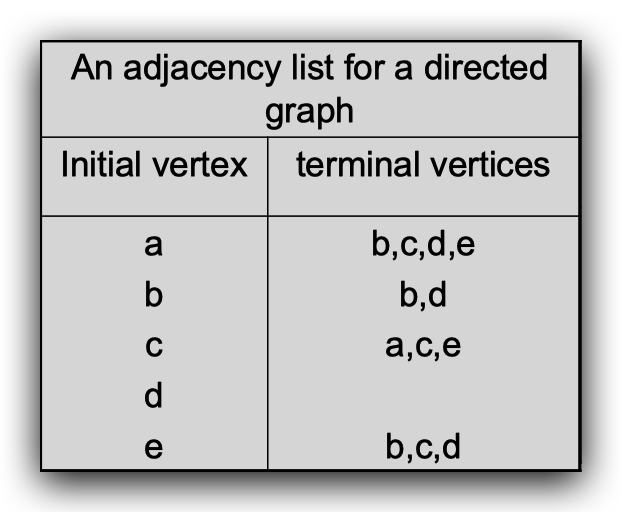 An adjacency list for a directed
graph
Initial vertex terminal vertices
a b,c,d,e
b b,d
c a,c,e
d
e b,c,d